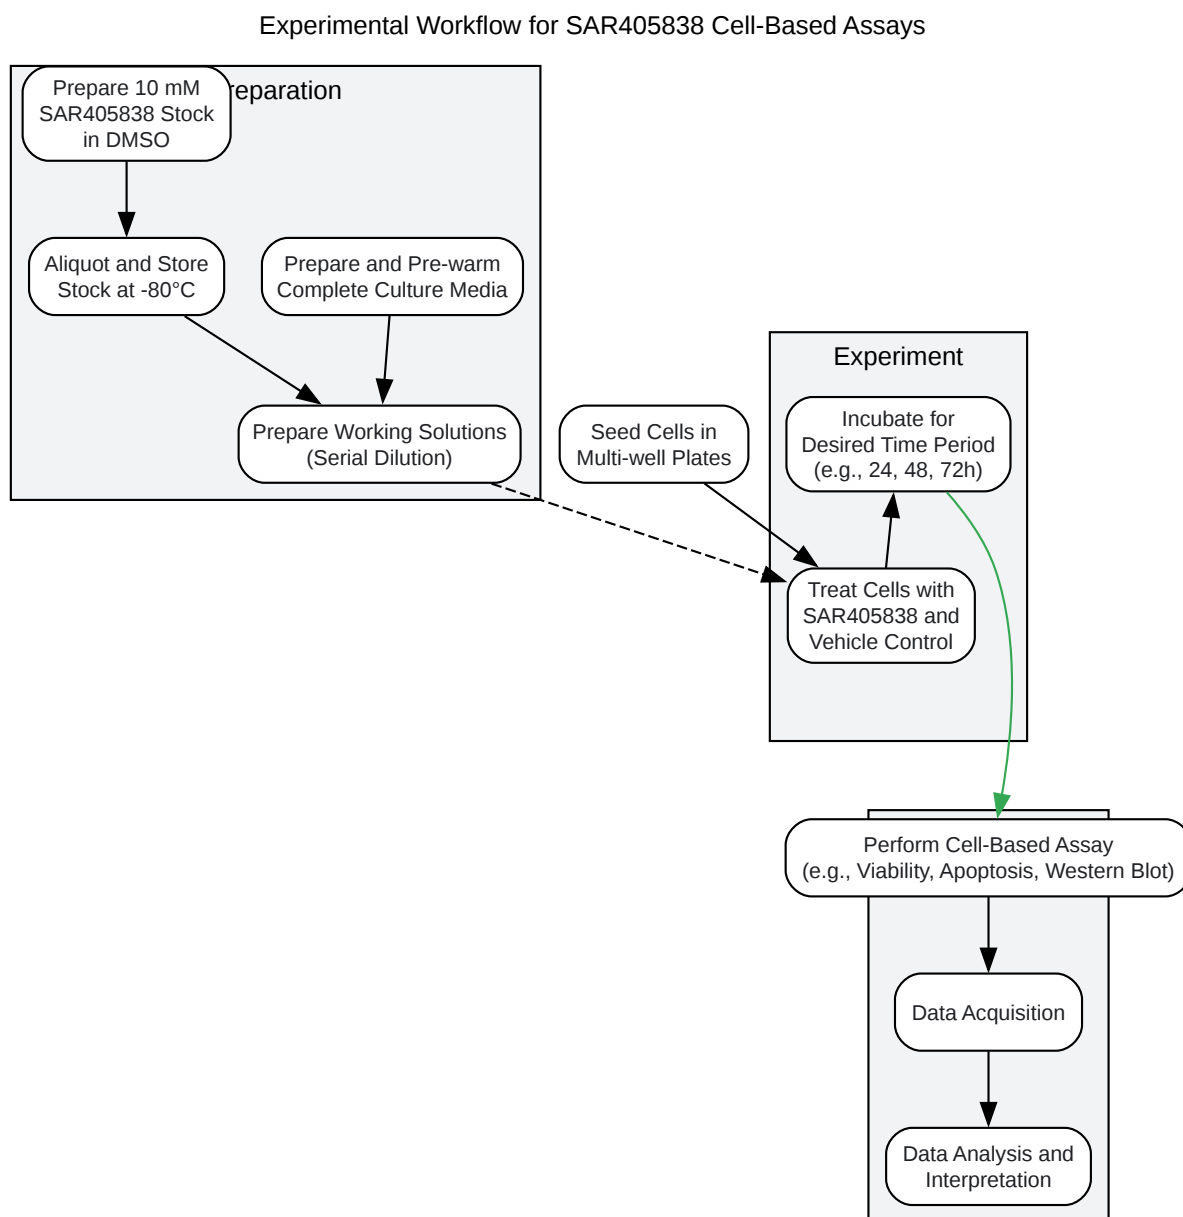 Experimental Workflow for SAR405838 Cell-Based Assays
Prepare 10 mM
SAR405838 Stock
in DMSO
Aliquot and Store
Stock at -80°C
Prepare and Pre-warm
Complete Culture Media
Prepare Working Solutions
(Serial Dilution)
Seed Cells in
Multi-well Plates
Experiment
Incubate for
Desired Time Period
(e.g., 24, 48, 72h)
Treat Cells with
SAR405838 and
Vehicle Control
Perform Cell-Based Assay
(e.g., Viability, Apoptosis, Western Blot)
Data Acquisition
Data Analysis and
Interpretation